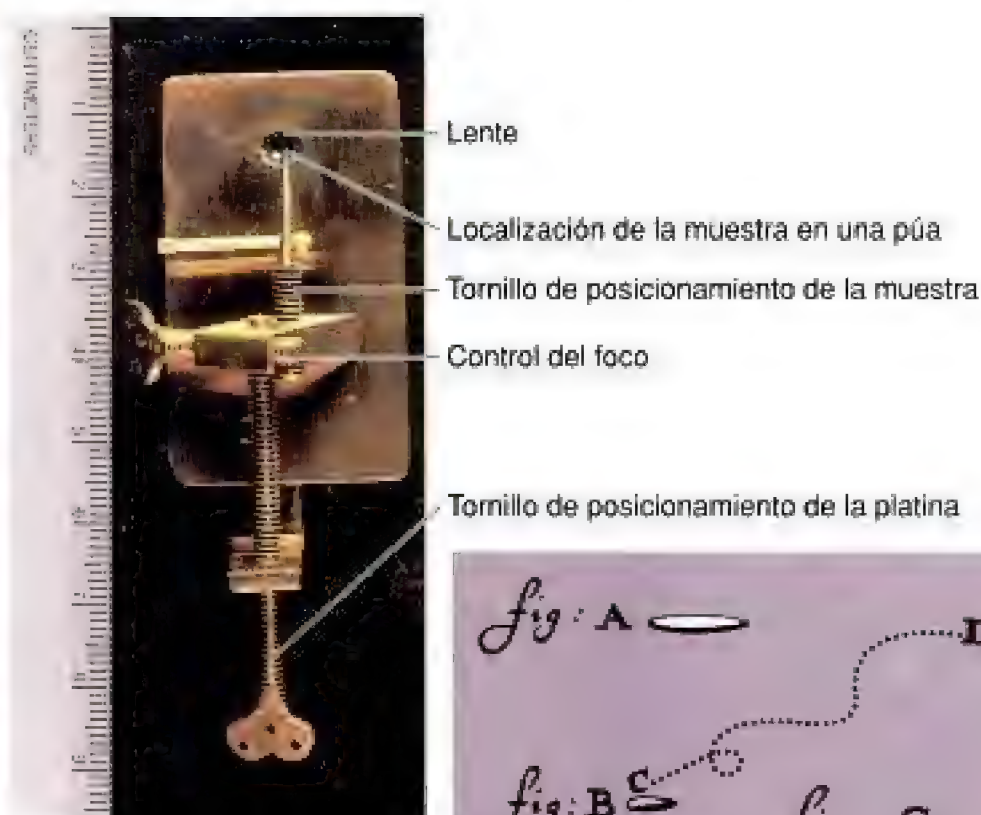 Lente
Localización de la muestra en una púa
Tornillo de posicionamiento de la muestra
Control del foco
Tornillo de posicionamiento de la platina
fig: A
fig: B C